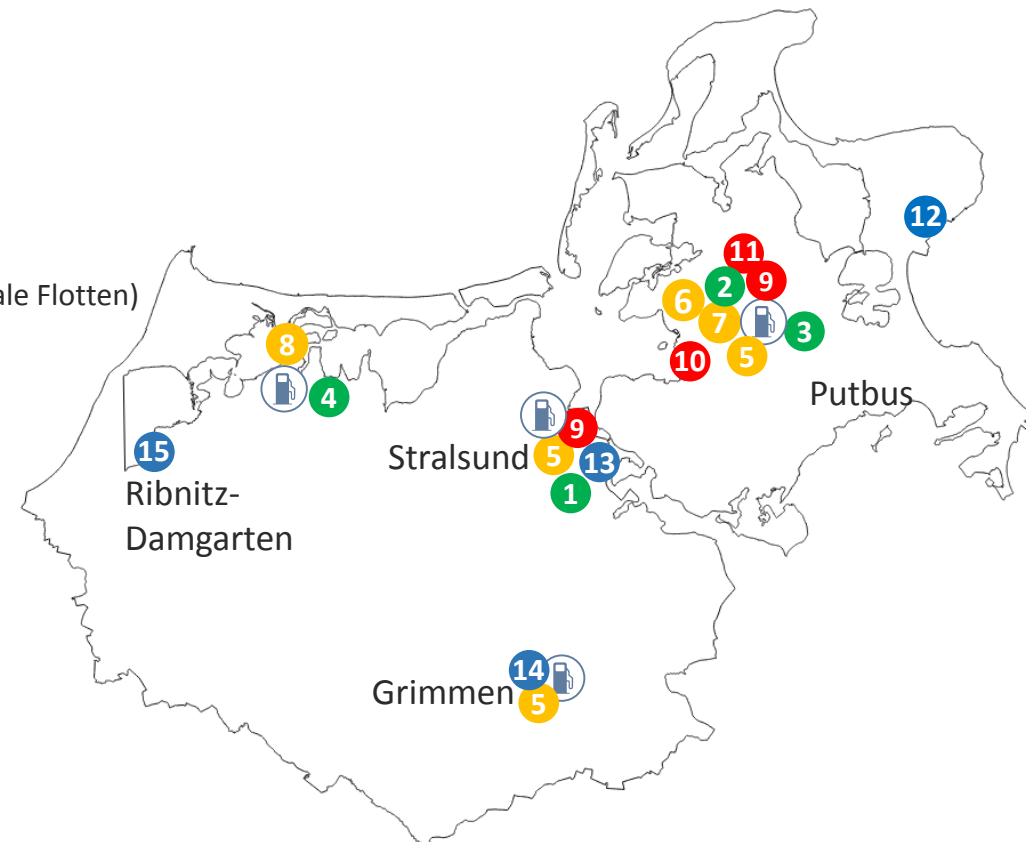 12
11
9
2
6
7
3
5
10
ale Flotten)
8
4
Putbus
9
Stralsund 5 13
1
15
Ribnitz-
Damgarten
14
Grimmen
5